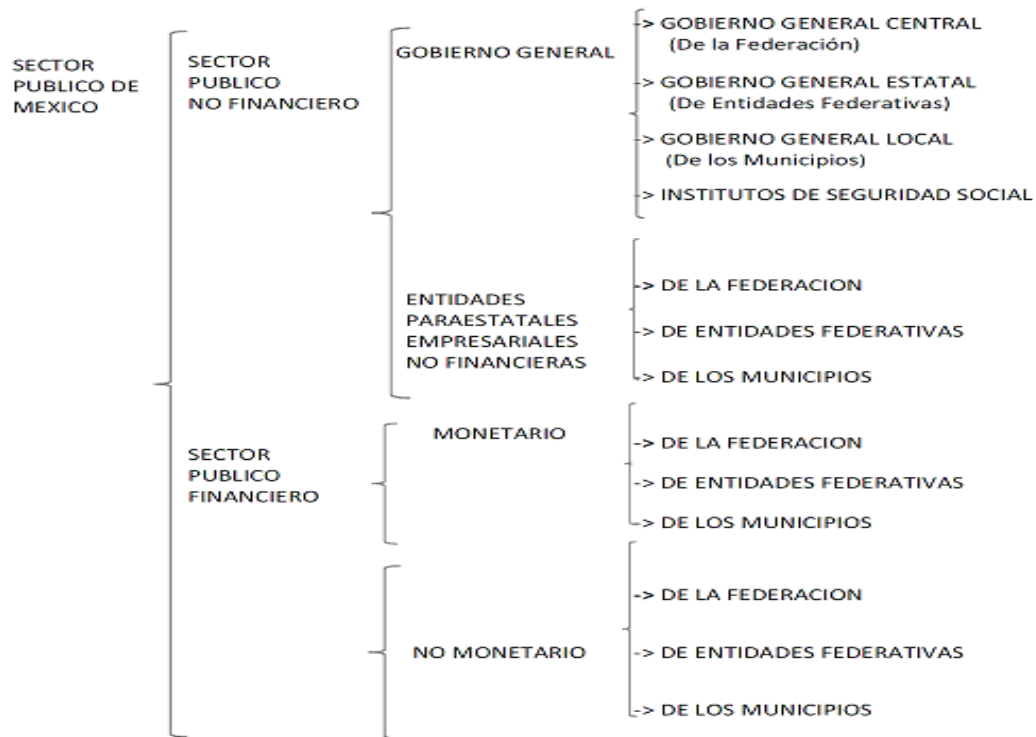 SECTOR
PUBLICO DE
MEXICO
SECTOR
PUBLICO
NO FINANCIERO
GOBIERNO GENERAL
-> GOBIERNO GENERAL CENTRAL
(De la Federación)
-> GOBIERNO GENERAL ESTATAL
(De Entidades Federativas)
-> GOBIERNO GENERAL LOCAL
(De los Municipios)
-> INSTITUTOS DE SEGURIDAD SOCIAL
ENTIDADES
PARAESTATALES
EMPRESARIALES
NO FINANCIERAS
-> DE LA FEDERACION
-> DE ENTIDADES FEDERATIVAS
-> DE LOS MUNICIPIOS
SECTOR
PUBLICO
FINANCIERO
MONETARIO
-> DE LA FEDERACION
-> DE ENTIDADES FEDERATIVAS
-> DE LOS MUNICIPIOS
NO MONETARIO
-> DE LA FEDERACION
-> DE ENTIDADES FEDERATIVAS
-> DE LOS MUNICIPIOS